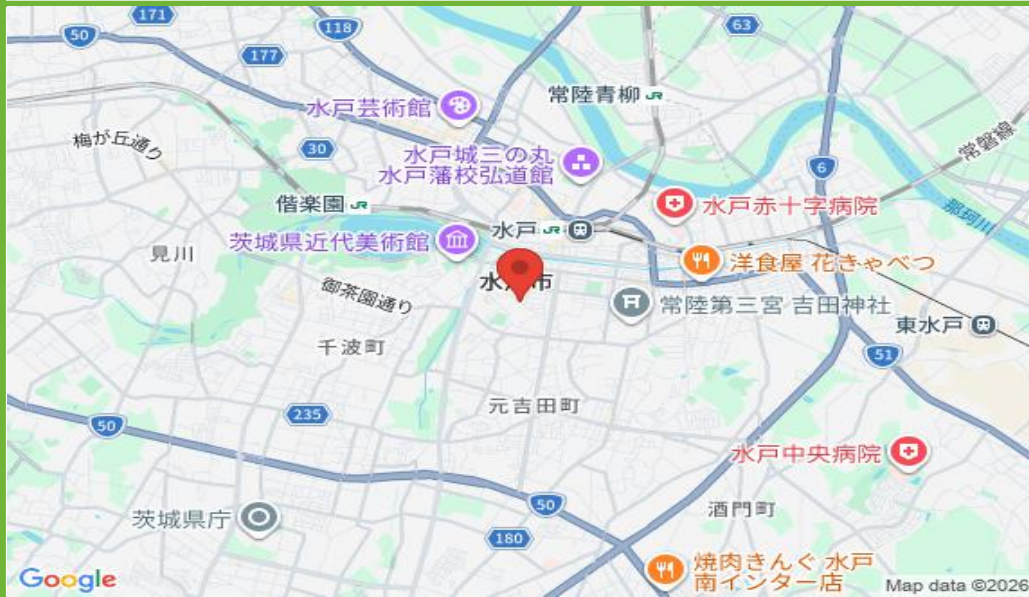 171
50
118
63
177
水戸芸術館
常陸青柳 JR
梅が丘通り
30
水戸城三の丸
水戸藩校弘道館
6
常磐線
偕楽園 JR
水戸赤十字病院
那珂川
茨城県近代美術館
水戸 JR
見川
洋食屋 花きゃべつ
御茶園通り
常陸第三宮 吉田神社
東水戸
千波町
51
元吉田町
235
50
水戸中央病院
茨城県庁
50
酒門町
180
焼肉きんぐ 水戸
南インター店
Google
Map data ©2026